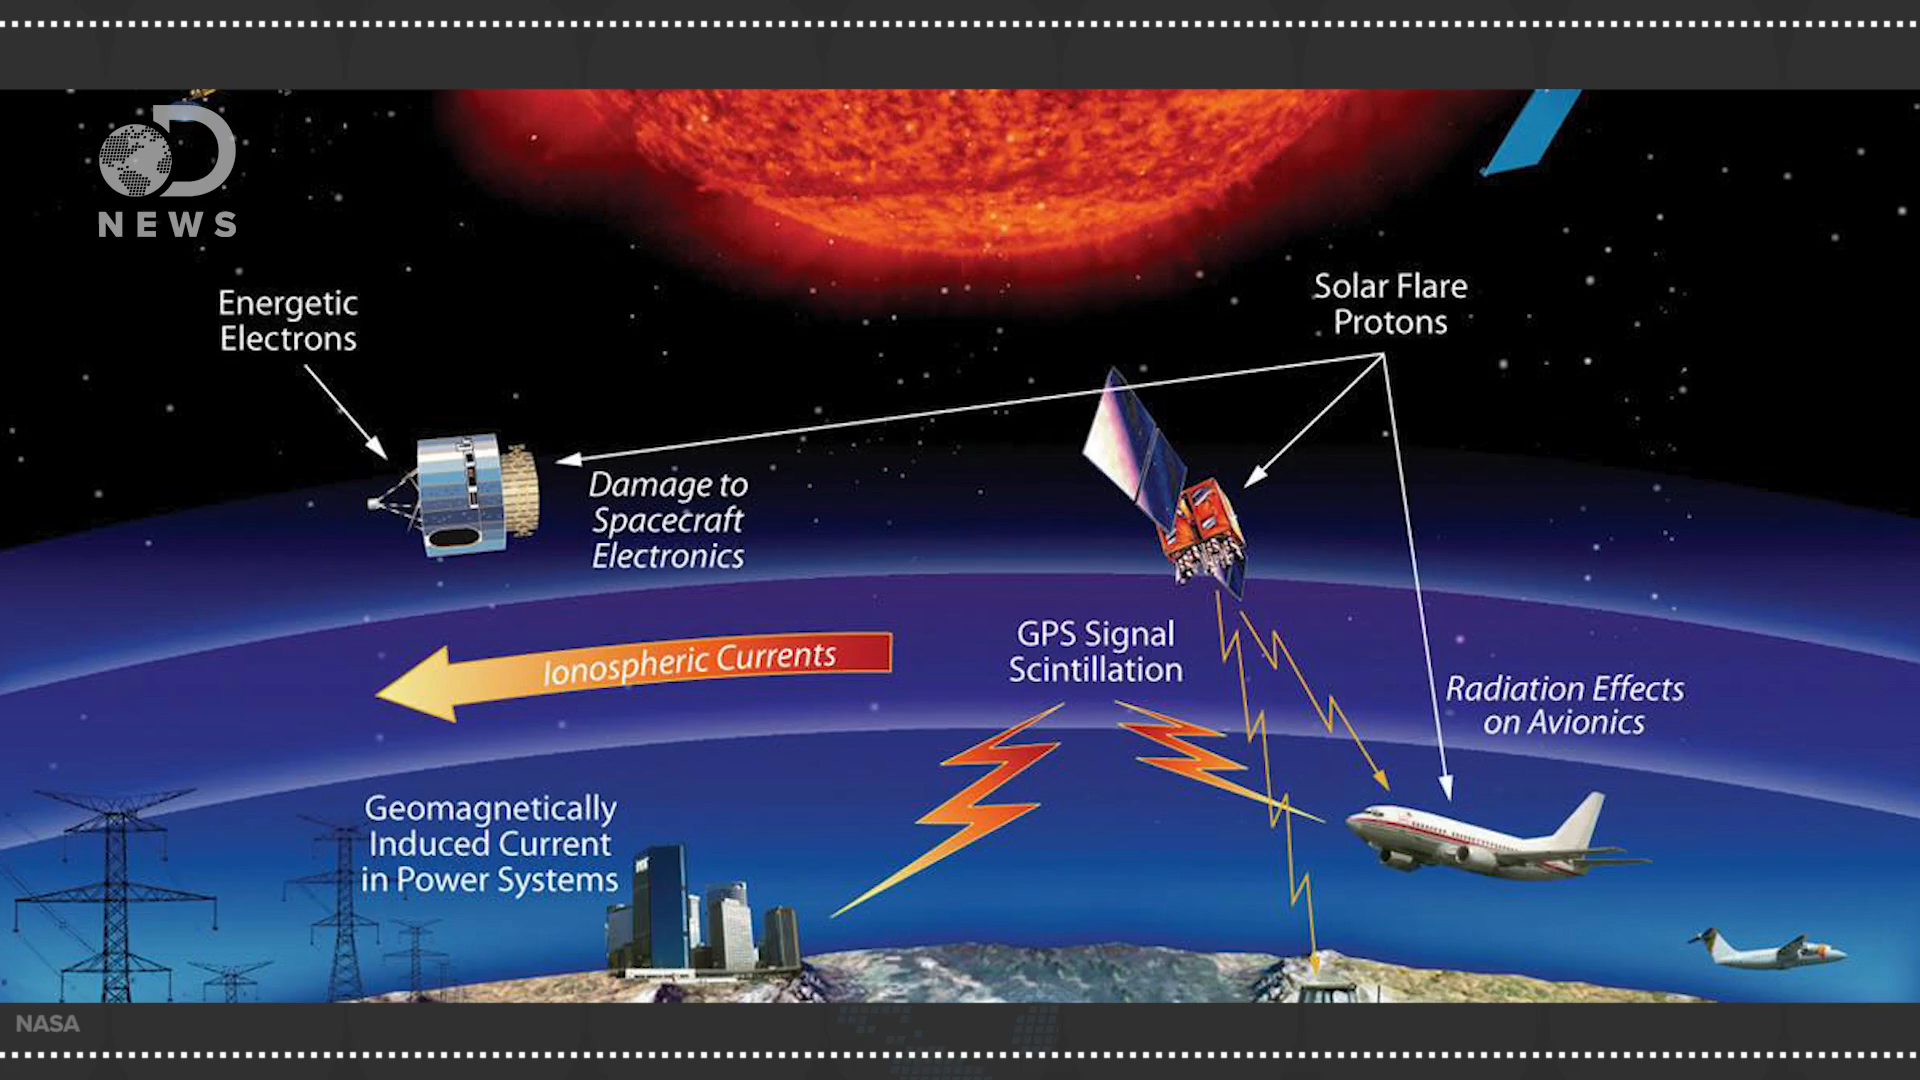 NEWS
Energetic
Electrons
Solar Flare
Protons
Damage to
Spacecraft
Electronics
GPS Signal
Scintillation
Ionospheric Currents
Radiation Effects
on Avionics
Geomagnetically
Induced Current
in Power Systems
NASA